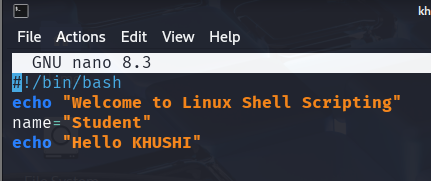 kh
File Actions Edit View Help
GNU nano 8.3
#!/bin/bash
echo "Welcome to Linux Shell Scripting"
name="Student"
echo "Hello KHUSHI"